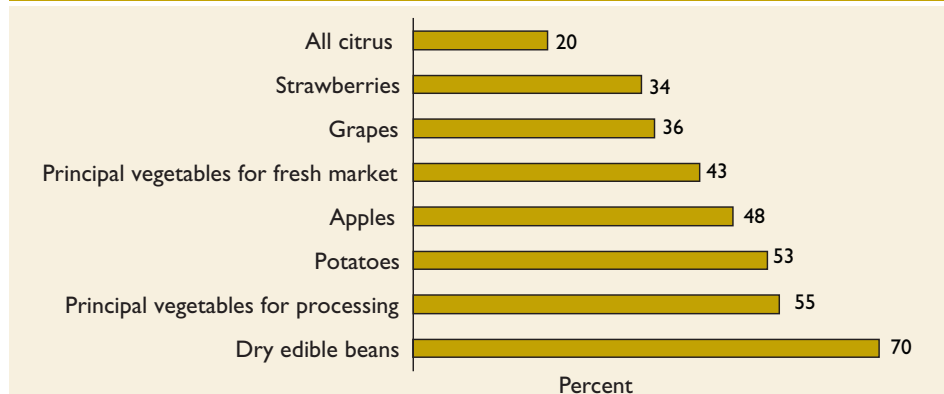 All citrus 20
Strawberries 34
Grapes 36
Principal vegetables for fresh market 43
Apples 48
Potatoes 53
Principal vegetables for processing 55
Dry edible beans 70
Percent